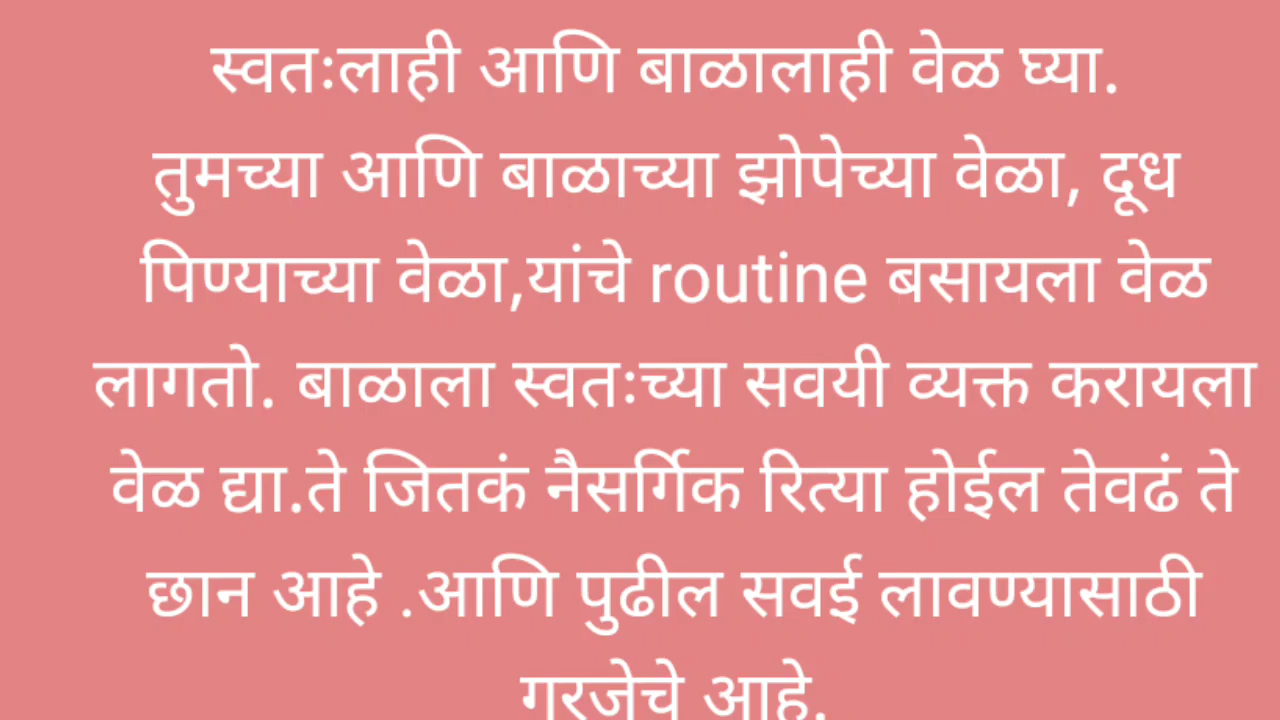 स्वतःलाही आणि बाळालाही वेळ घ्या.
तुमच्या आणि बाळाच्या झोपेच्या वेळा, दूध
पिण्याच्या वेळा,यांचे routine बसायला वेळ
लागतो. बाळाला स्वतःच्या सवयी व्यक्त करायला
वेळ द्या.ते जितकं नैसर्गिक रित्या होईल तेवढं ते
छान आहे .आणि पुढील सवई लावण्यासाठी
गरजेचे आहे.